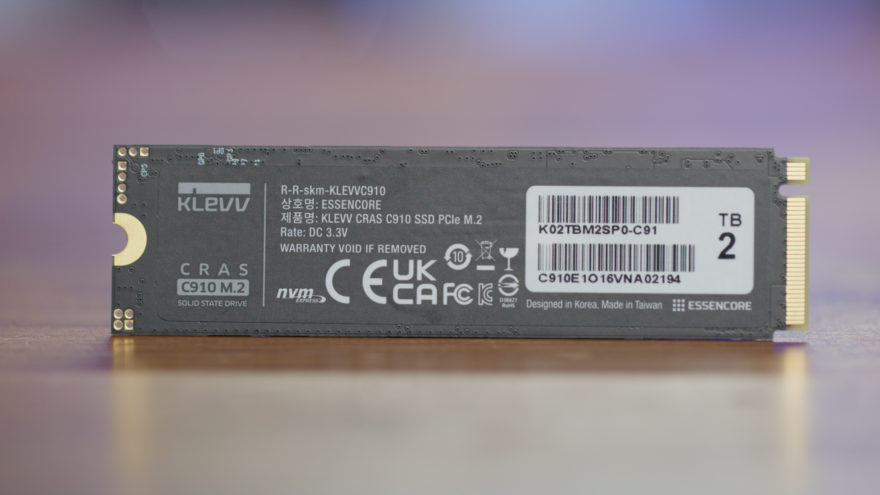 KLEVV
CRAS
C910 M.2
SOLID STATE DRIVE
R-R-skm-KLEVVC910
상호명: ESSENCORE
제품명: KLEVV CRAS C910 SSD PCIe M.2
Rate: DC 3.3V
WARRANTY VOID IF REMOVED
nvm
EXPRESS
CE
UK
CA
FC
10
K02TBM2SP0-C91
C910E1O16VNA02194
TB
2
Designed in Korea. Made in Taiwan
ESSENCORE